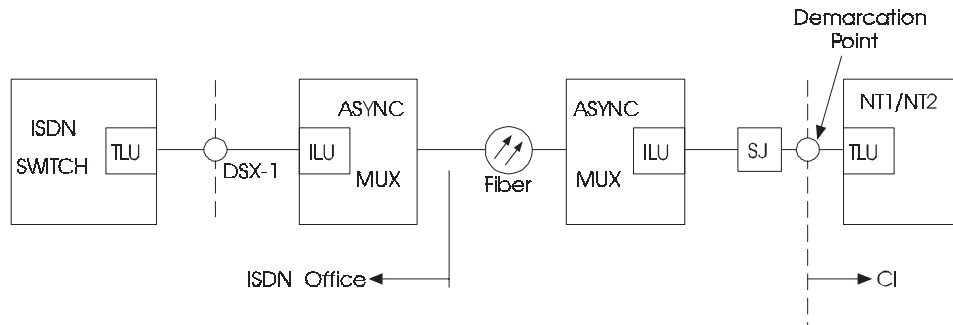 Demarcation
Point
ISDN
SWITCH
TLU
DSX-1
ILU
ASYNC
MUX
Fiber
ASYNC
MUX
ILU
SJ
NT1/NT2
TLU
ISDN Office
CI